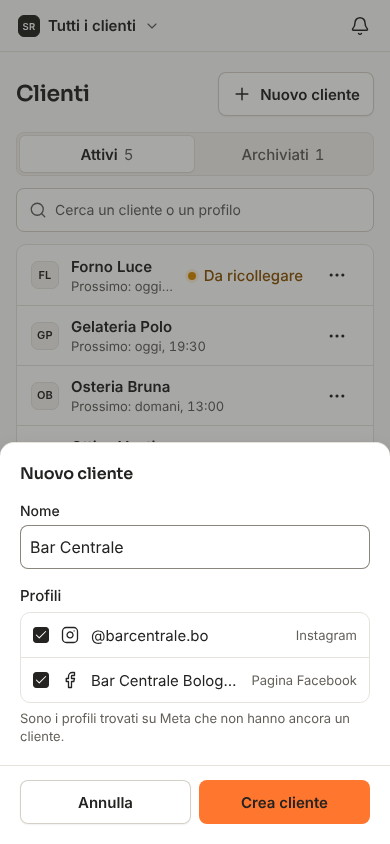 SR Tutti i clienti
Clienti
Nuovo cliente
Attivi 5
Archiviati 1
Cerca un cliente o un profilo
FL
Forno Luce
Prossimo: oggi...
Da ricollegare
GP
Gelateria Polo
Prossimo: oggi, 19:30
OB
Osteria Bruna
Prossimo: domani, 13:00
Nuovo cliente
Nome
Bar Centrale
Profili
@barcentrale.bo
Instagram
Bar Centrale Bolog...
Pagina Facebook
Sono i profili trovati su Meta che non hanno ancora un
cliente.
Annulla
Crea cliente